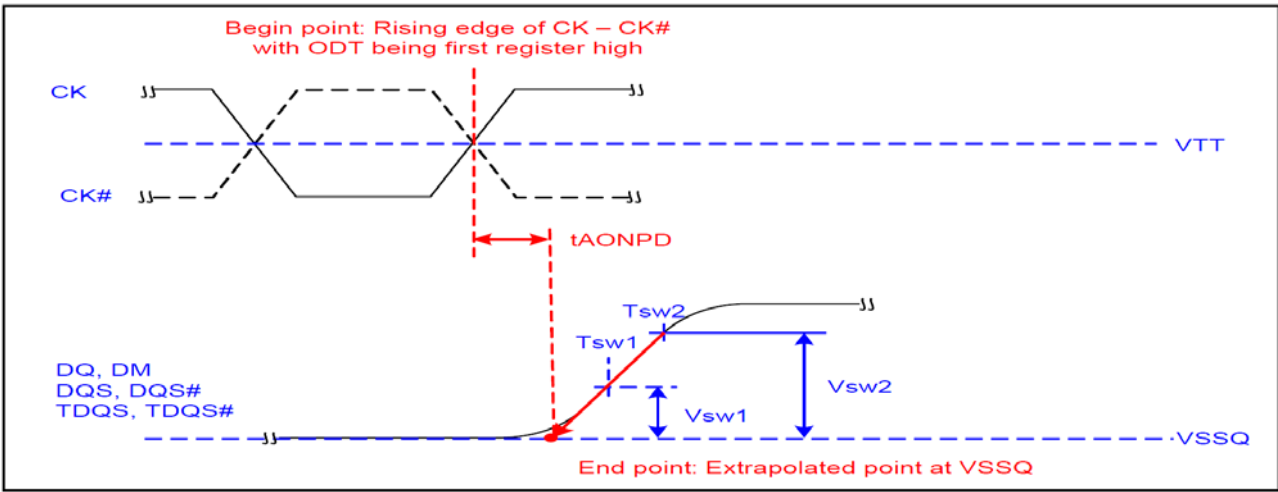 Begin point: Rising edge of CK – CK#
with ODT being first register high
CK
VTT
CK#
tAONPD
Tsw2
Tsw1
DQ, DM
DQS, DQS#
TDQS, TDQS#
Vsw2
Vsw1
VSSQ
End point: Extrapolated point at VSSQ